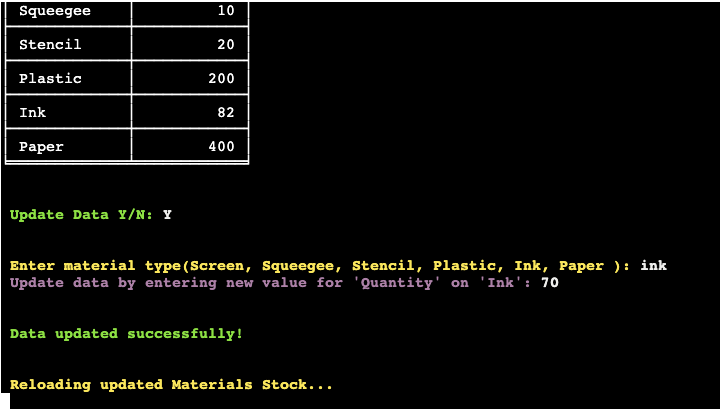 Squeegee 10
Stencil 20
Plastic 200
Ink 82
Paper 400
Update Data Y/N: Y
Enter material type(Screen, Squeegee, Stencil, Plastic, Ink, Paper ): ink
Update data by entering new value for 'Quantity' on 'Ink': 70
Data updated successfully!
Reloading updated Materials Stock...